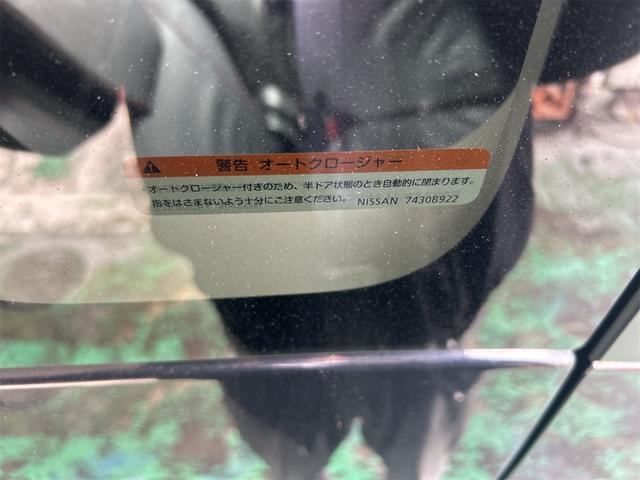 警告 オートクロージャー
オートクロージャー付きのため、半ドア状態のとき自動的に閉まります。
指をはさまないよう十分にご注意ください。 NISSAN 7430B922